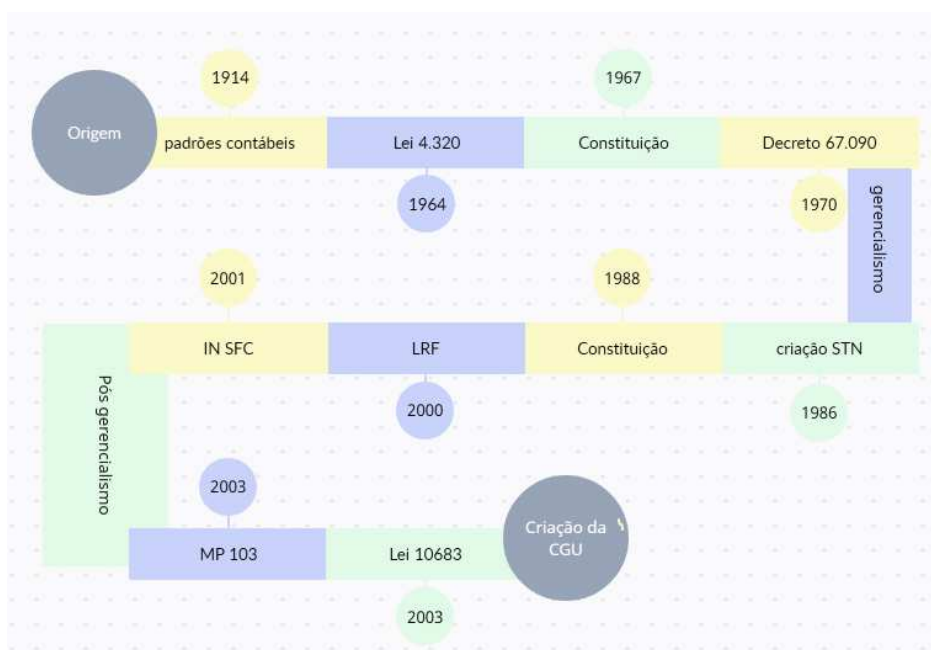 1914
1967
Origem
padrões contábeis
Lei 4.320
Constituição
Decreto 67.090
1964
1970
gerencialismo
2001
1988
IN SFC
LRF
Constituição
criação STN
2000
1986
Pós gerencialismo
2003
MP 103
Lei 10683
Criação da
CGU
2003